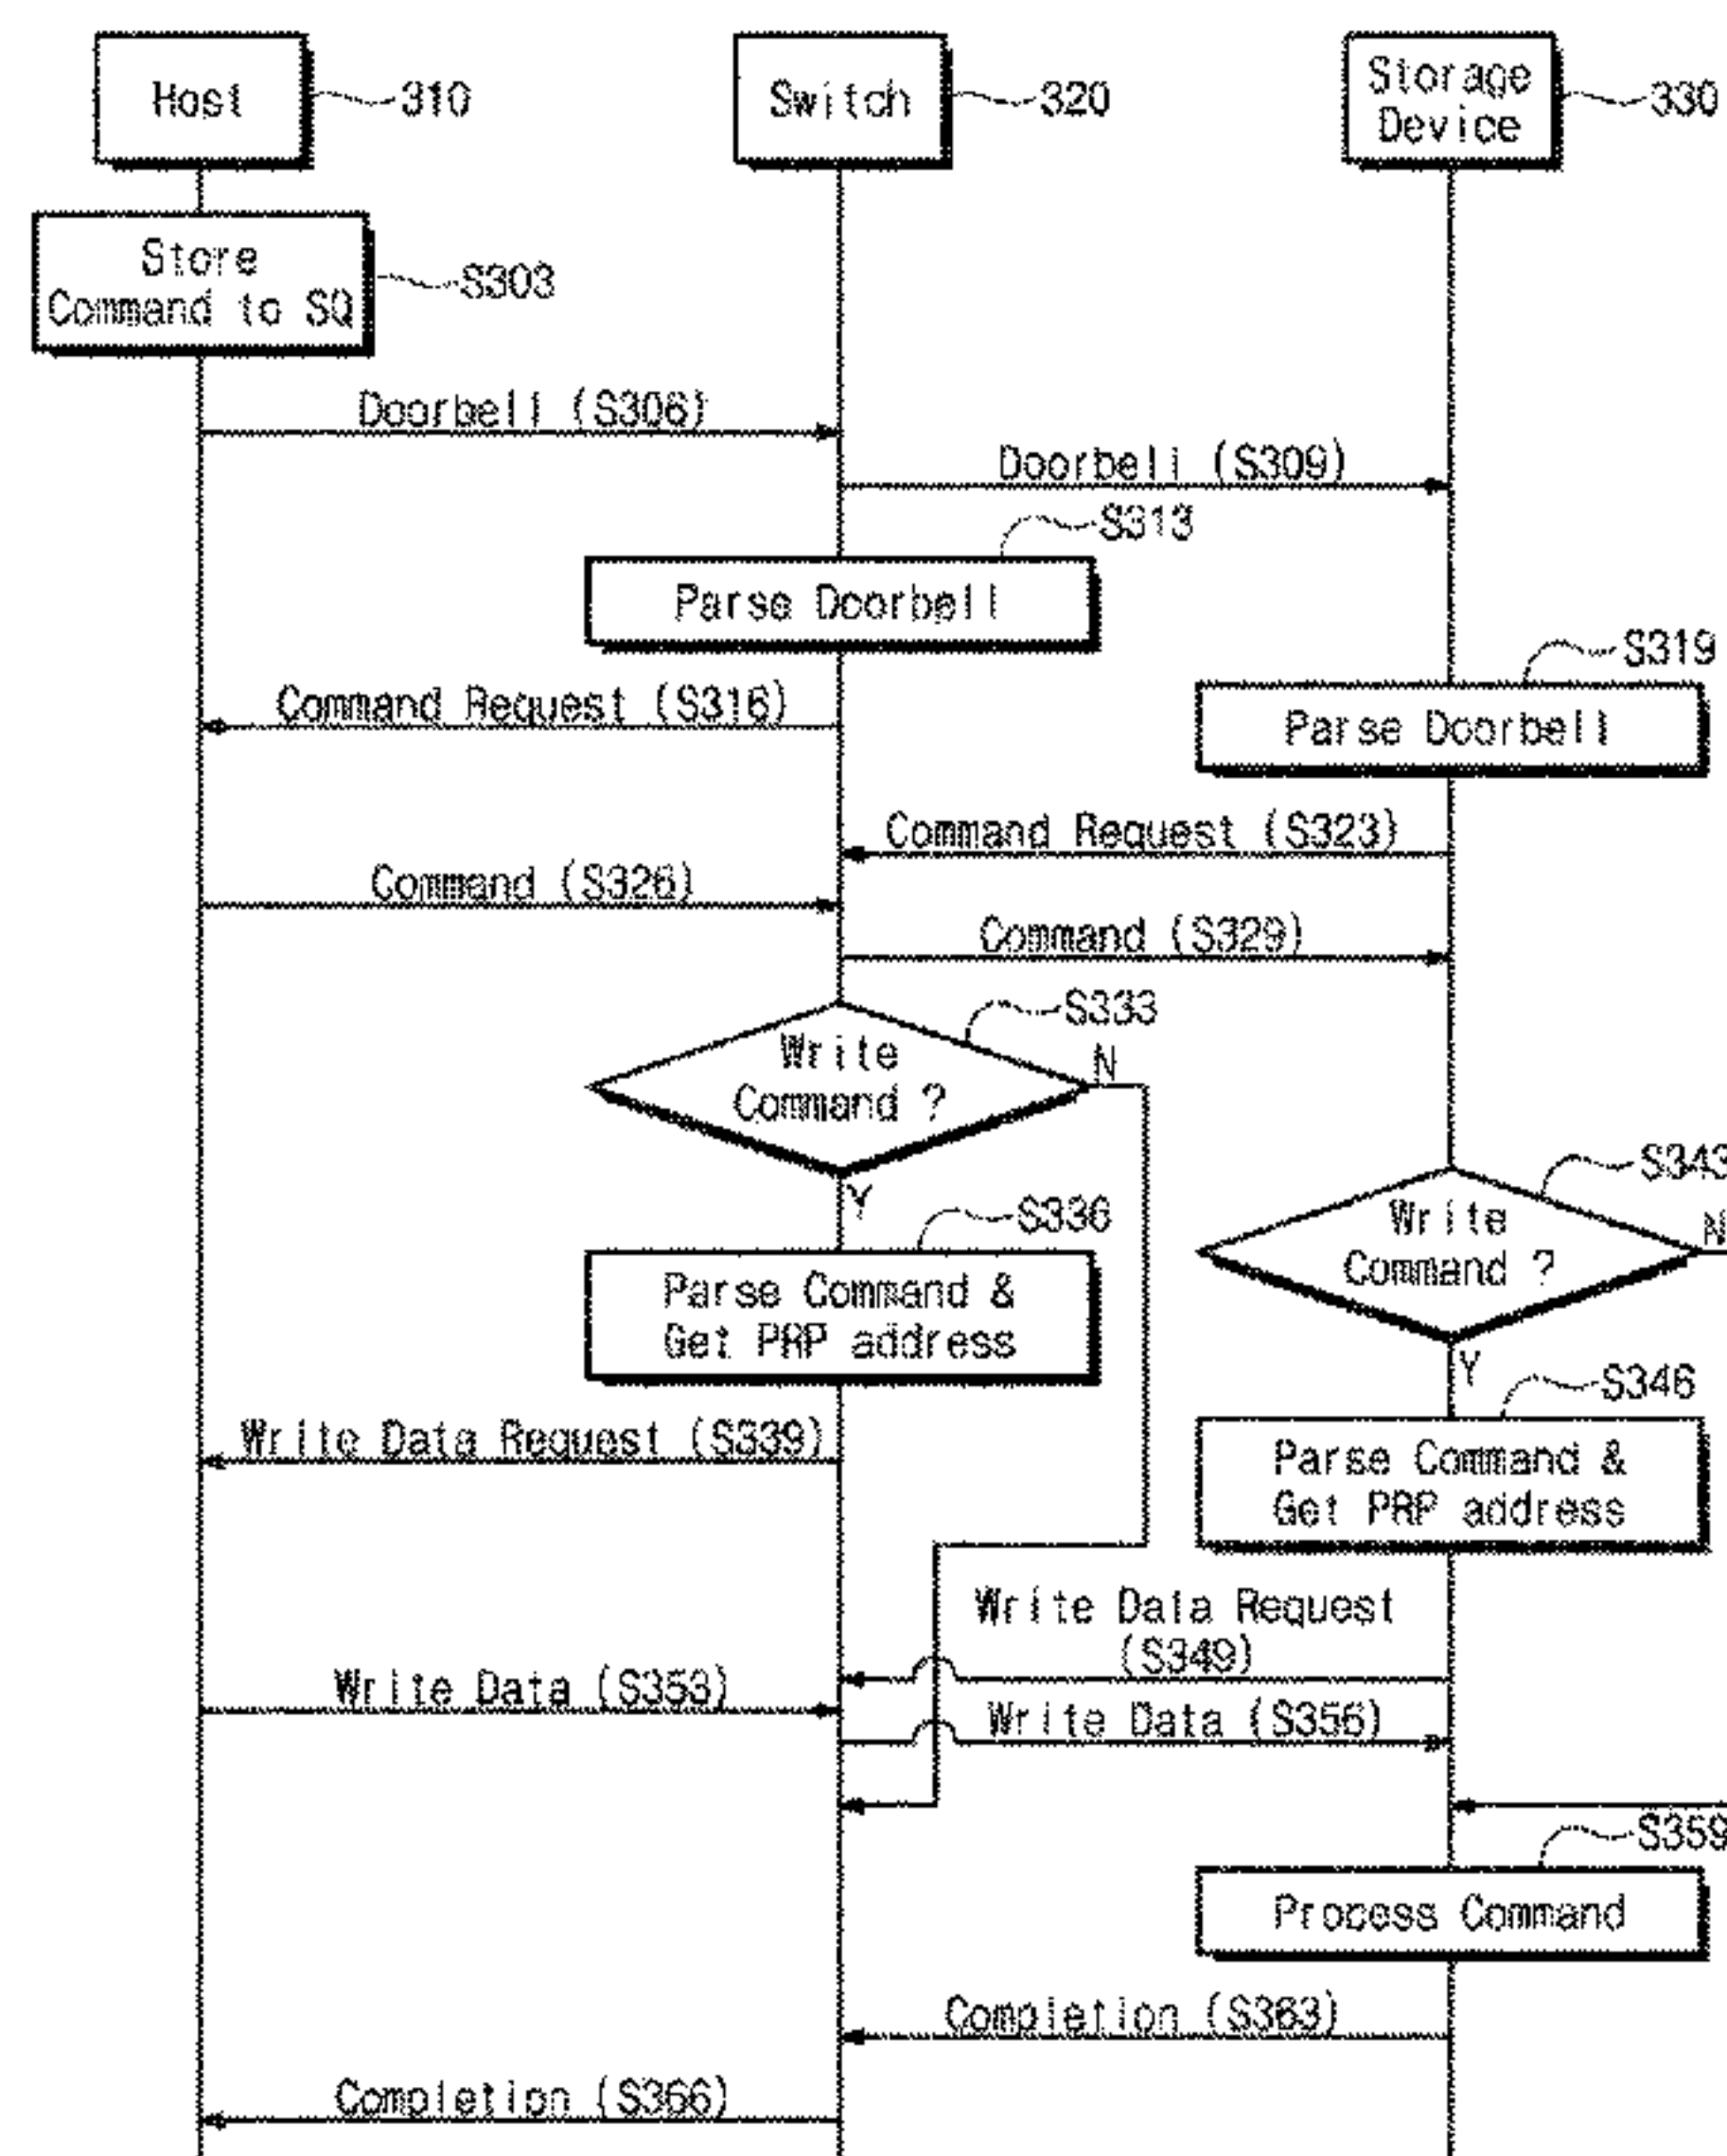 Host
310
Switch
320
Storage
Device
330
Store
Command to SQ
S303
Doorbell (S306)
Doorbell (S309)
S313
Parse Doorbell
S319
Parse Doorbell
Command Request (S316)
Command Request (S323)
Command (S326)
Command (S329)
S333
Write
Command ?
N
Y
S343
Write
Command ?
N
Y
S336
Parse Command &
Get PRP address
S346
Parse Command &
Get PRP address
Write Data Request (S339)
Write Data Request
(S349)
Write Data (S353)
Write Data (S356)
S359
Process Command
Completion (S363)
Completion (S366)